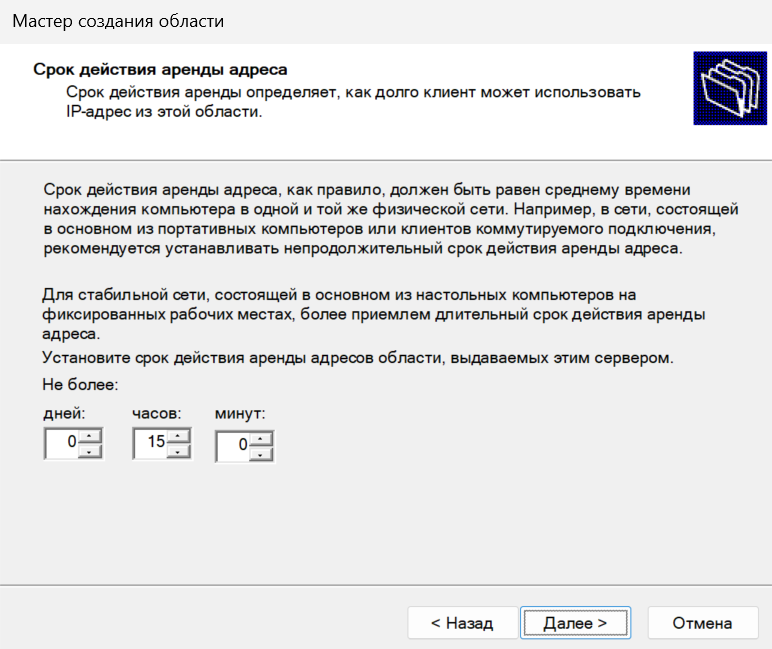 Мастер создания области
Срок действия аренды адреса
Срок действия аренды определяет, как долго клиент может использовать
IP-адрес из этой области.
Срок действия аренды адреса, как правило, должен быть равен среднему времени
нахождения компьютера в одной и той же физической сети. Например, в сети, состоящей
в основном из портативных компьютеров или клиентов коммутируемого подключения,
рекомендуется устанавливать непродолжительный срок действия аренды адреса.
Для стабильной сети, состоящей в основном из настольных компьютеров на
фиксированных рабочих местах, более приемлем длительный срок действия аренды
адреса.
Установите срок действия аренды адресов области, выдаваемых этим сервером.
Не более:
дней: часов: минут:
0 15 0
< Назад Далее > Отмена